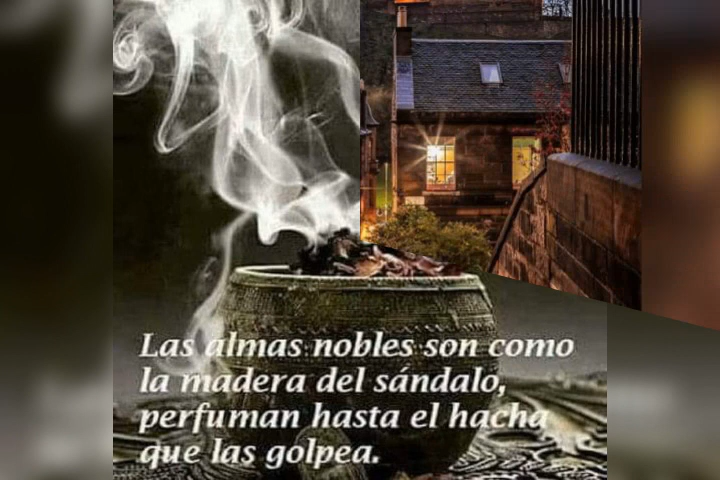 Las almas nobles son como
la madera del sándalo,
perfuman hasta el hacha
que las golpea.